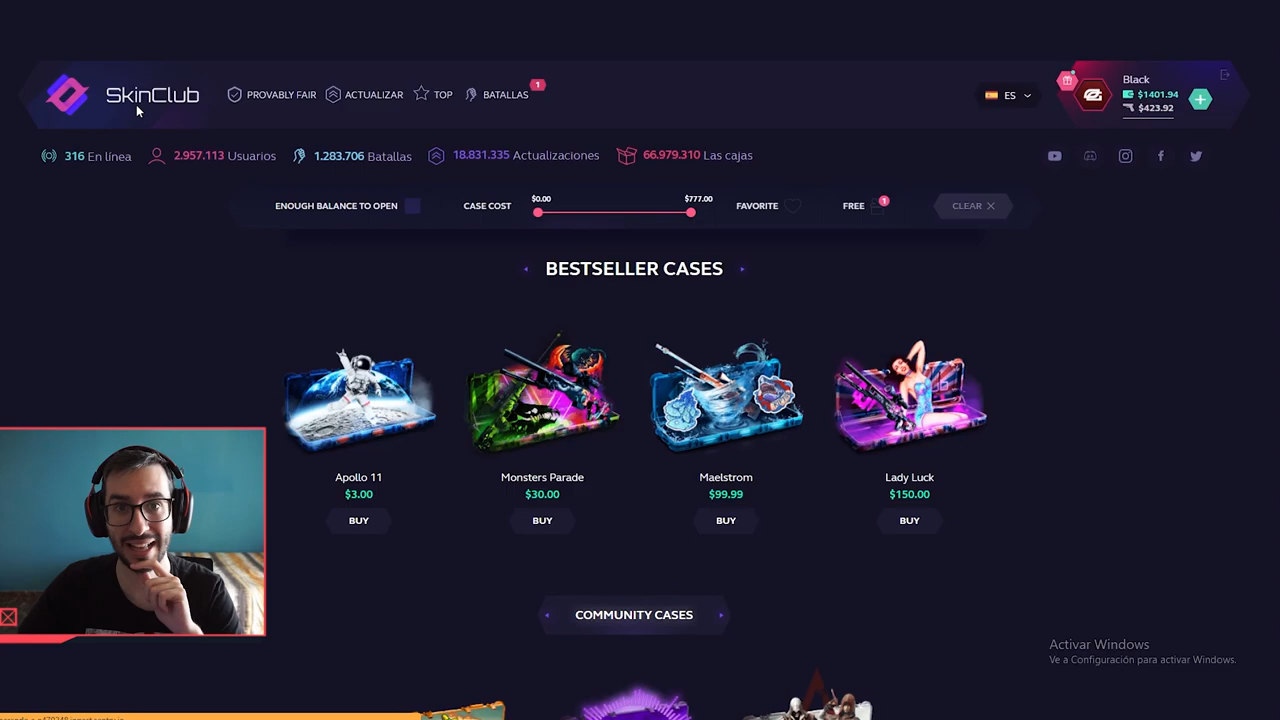 SkinClub
PROVABLY FAIR
ACTUALIZAR
TOP
BATALLAS
1
ES
Black
$1401.94
$423.92
316 En línea
2.957.113 Usuarios
1.283.706 Batallas
18.831.335 Actualizaciones
66.979.310 Las cajas
ENOUGH BALANCE TO OPEN
CASE COST
$0.00
$777.00
FAVORITE
FREE
1
CLEAR
BESTSELLER CASES
Apollo 11
$3.00
BUY
Monsters Parade
$30.00
BUY
Maelstrom
$99.99
BUY
Lady Luck
$150.00
BUY
COMMUNITY CASES
Activar Windows
Ve a Configuración para activar Windows.